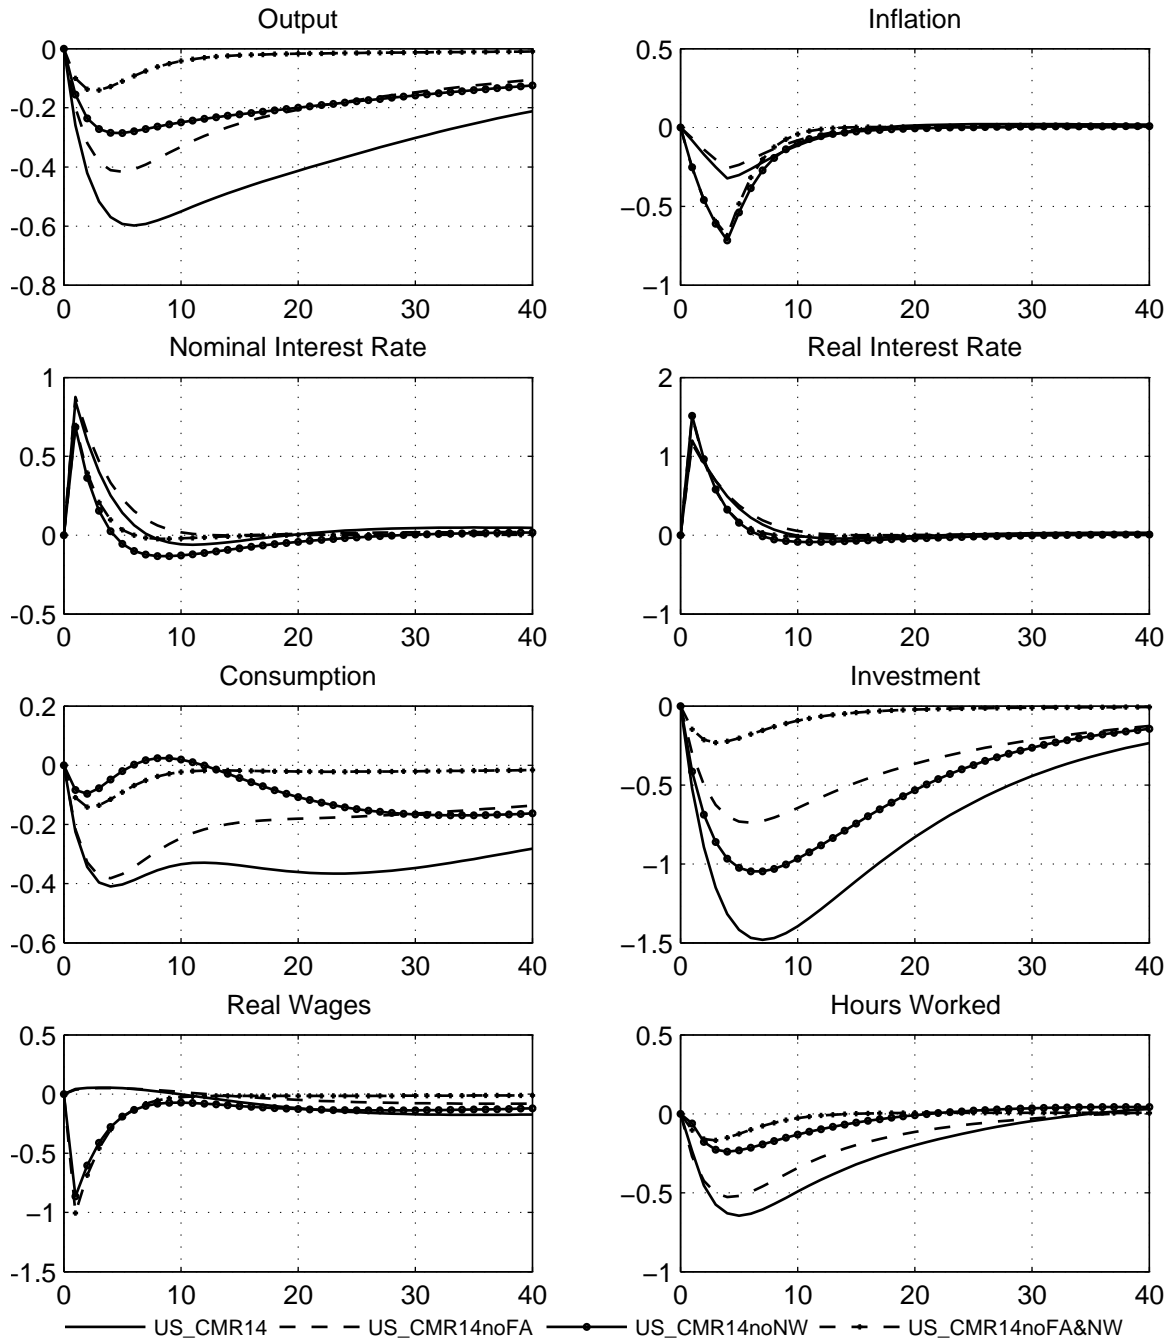 Output
0
-0.2
-0.4
-0.6
-0.8
0 10 20 30 40
Inflation
0.5
0
−0.5
−1
0 10 20 30 40
Nominal Interest Rate
1
0.5
0
-0.5
0 10 20 30 40
Real Interest Rate
2
1
0
−1
0 10 20 30 40
Consumption
0.2
0
-0.2
-0.4
-0.6
0 10 20 30 40
Investment
0
−0.5
−1
−1.5
0 10 20 30 40
Real Wages
0.5
0
-0.5
-1
-1.5
0 10 20 30 40
Hours Worked
0.5
0
−0.5
−1
0 10 20 30 40
US_CMR14 US_CMR14noFA US_CMR14noNW US_CMR14noFA&NW